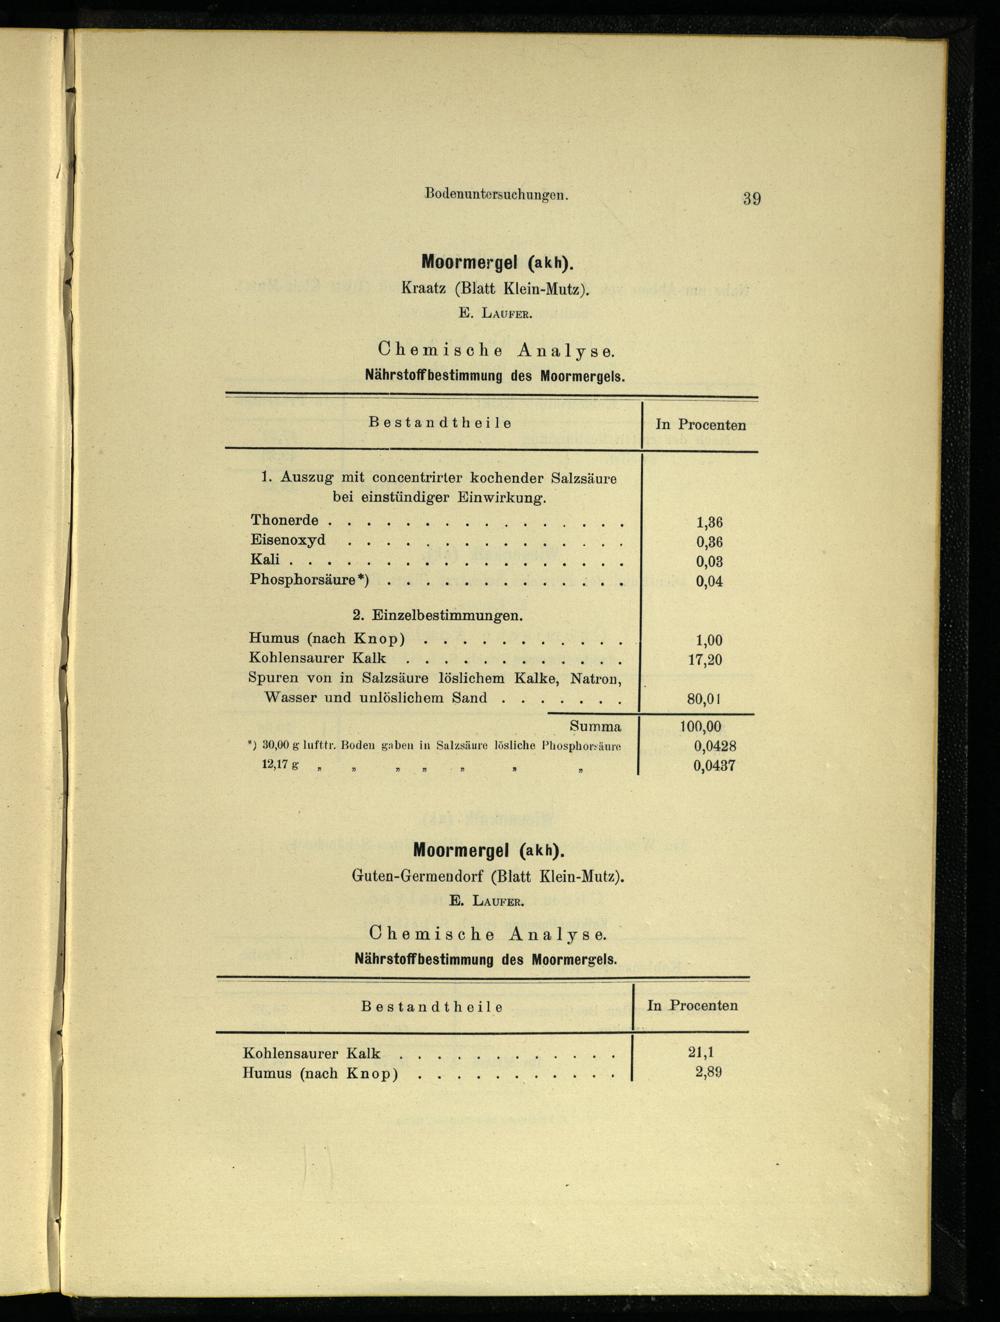 Bodenuntersuchungen. 39
Moormergel (akh).
Kraatz (Blatt Klein-Mutz).
E. Laufer.
Chemische Analyse.
Nährstoffbestimmung des Moormergels.
Bestandtheile In Procenten
1. Auszug mit concentrirter kochender Salzsäure
bei einstündiger Einwirkung.
Thonerde . . . . . . . . . . . . . . . . 1,36
Eisenoxyd . . . . . . . . . . . . . . . 0,36
Kali . . . . . . . . . . . . . . . . . . 0,03
Phosphorsäure*) . . . . . . . . . . . . . 0,04
2. Einzelbestimmungen.
Humus (nach Knop) . . . . . . . . . . . 1,00
Kohlensaurer Kalk . . . . . . . . . . . . 17,20
Spuren von in Salzsäure löslichem Kalke, Natron,
Wasser und unlöslichem Sand . . . . . . . 80,01
Summa 100,00
*) 30,00 g lufttr. Boden gaben in Salzsäure lösliche Phosphorsäure 0,0428
12,17 g „ „ „ „ „ „ „ 0,0437
Moormergel (akh).
Guten-Germendorf (Blatt Klein-Mutz).
E. Laufer.
Chemische Analyse.
Nährstoffbestimmung des Moormergels.
Bestandtheile In Procenten
Kohlensaurer Kalk . . . . . . . . . . . . 21,1
Humus (nach Knop) . . . . . . . . . . . 2,89